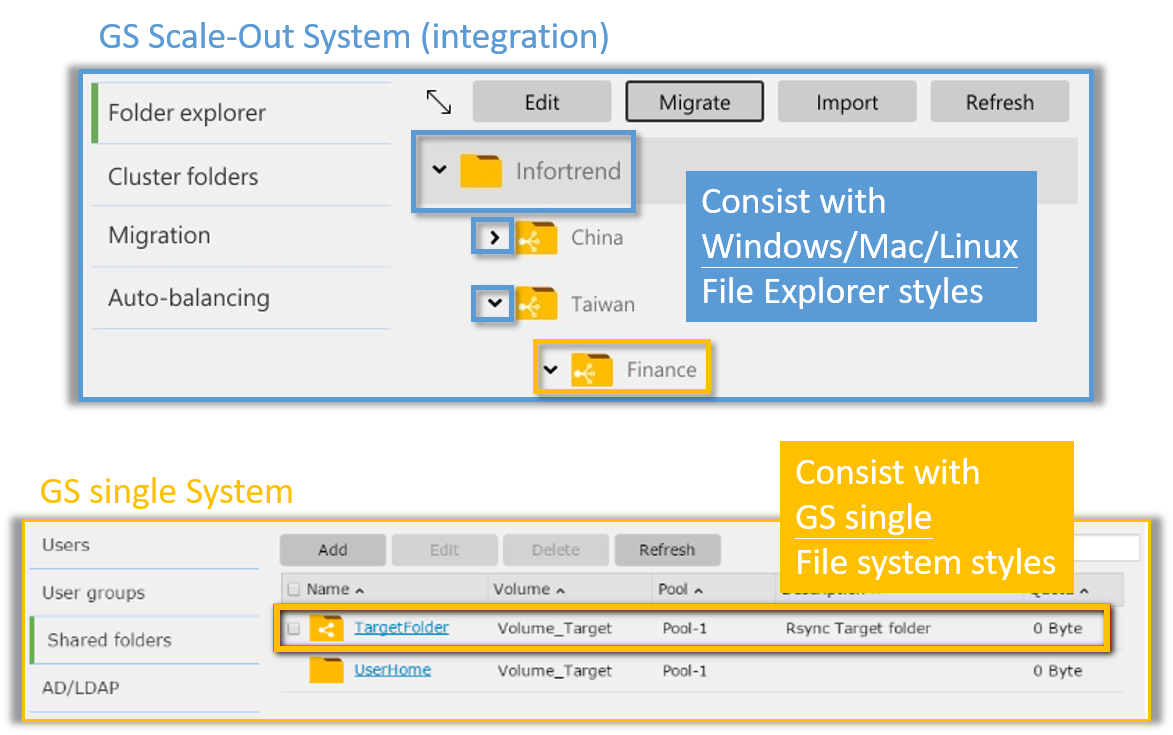 GS Scale-Out System (integration)
Folder explorer
Cluster folders
Migration
Auto-balancing
Edit
Migrate
Import
Refresh
Infortrend
China
Taiwan
Finance
Consist with
Windows/Mac/Linux
File Explorer styles
GS single System
Consist with
GS single
File system styles
Users
User groups
Shared folders
AD/LDAP
Add
Edit
Delete
Refresh
Name
Volume
Pool
TargetFolder
Volume_Target
Pool-1
Rsync Target folder
0 Byte
UserHome
Volume_Target
Pool-1
0 Byte